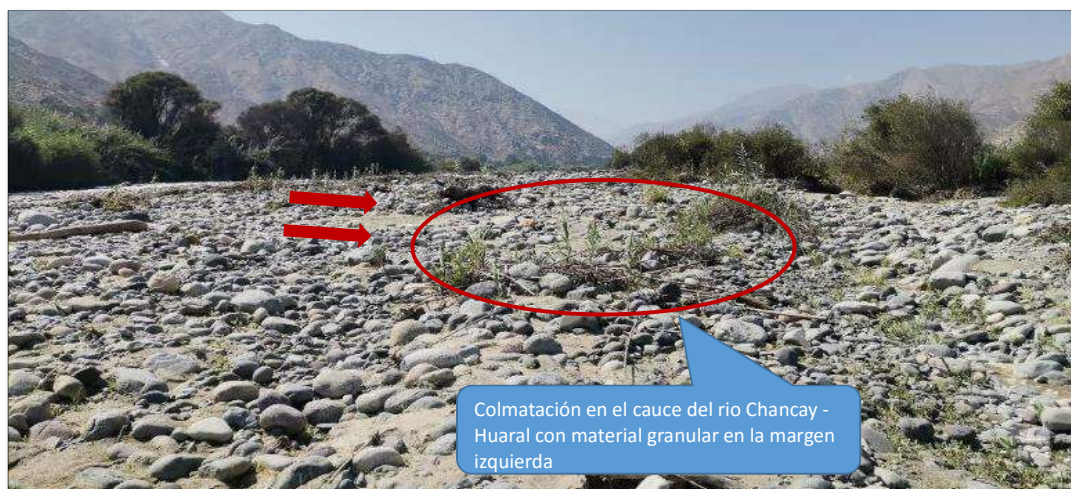 Colmatación en el cauce del rio Chancay -
Huaral con material granular en la margen
izquierda